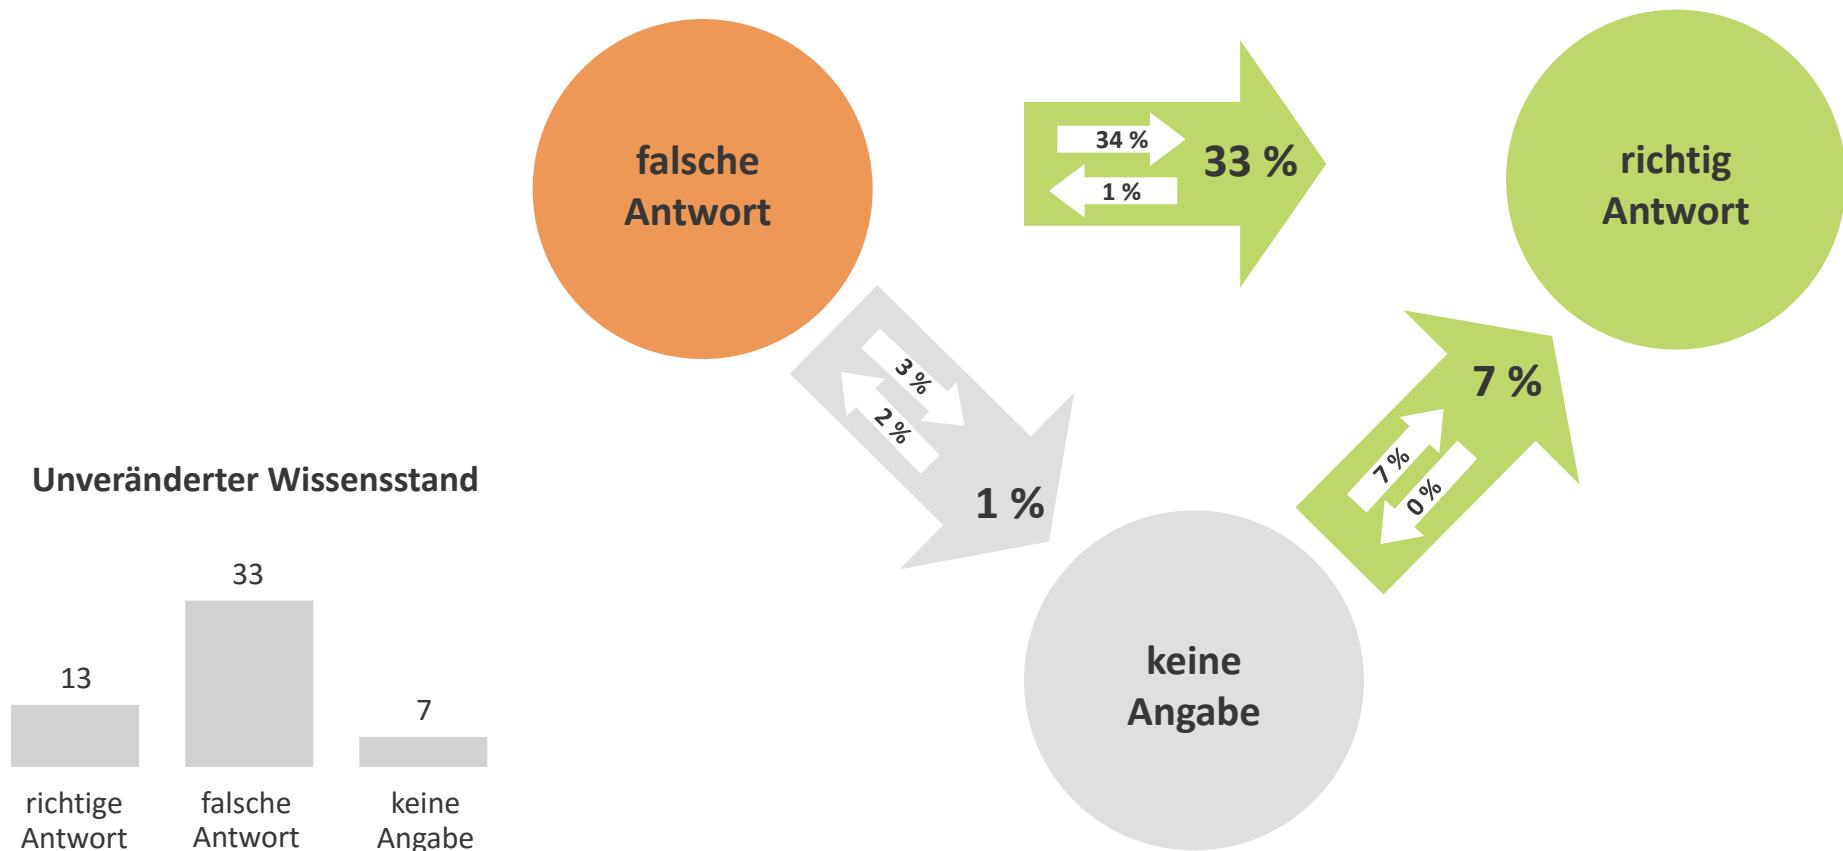 falsche
Antwort
34 %
1 %
33 %
richtig
Antwort
3 %
2 %
1 %
7 %
0 %
7 %
keine
Angabe
Unveränderter Wissensstand
13
33
7
richtige
Antwort
falsche
Antwort
keine
Angabe